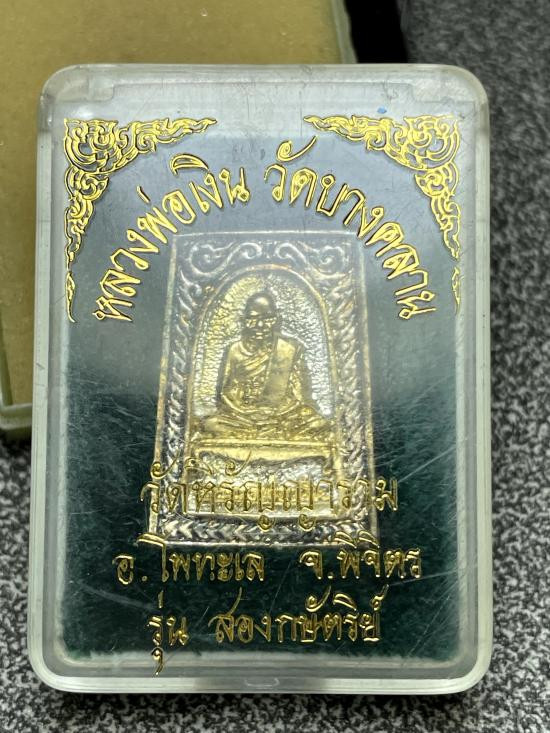 หลวงพ่อเงิน วัดบางคลาน
วัดหิรัญญาราม
อ.โพทะเล จ.พิจิตร
รุ่น สองกษัตริย์